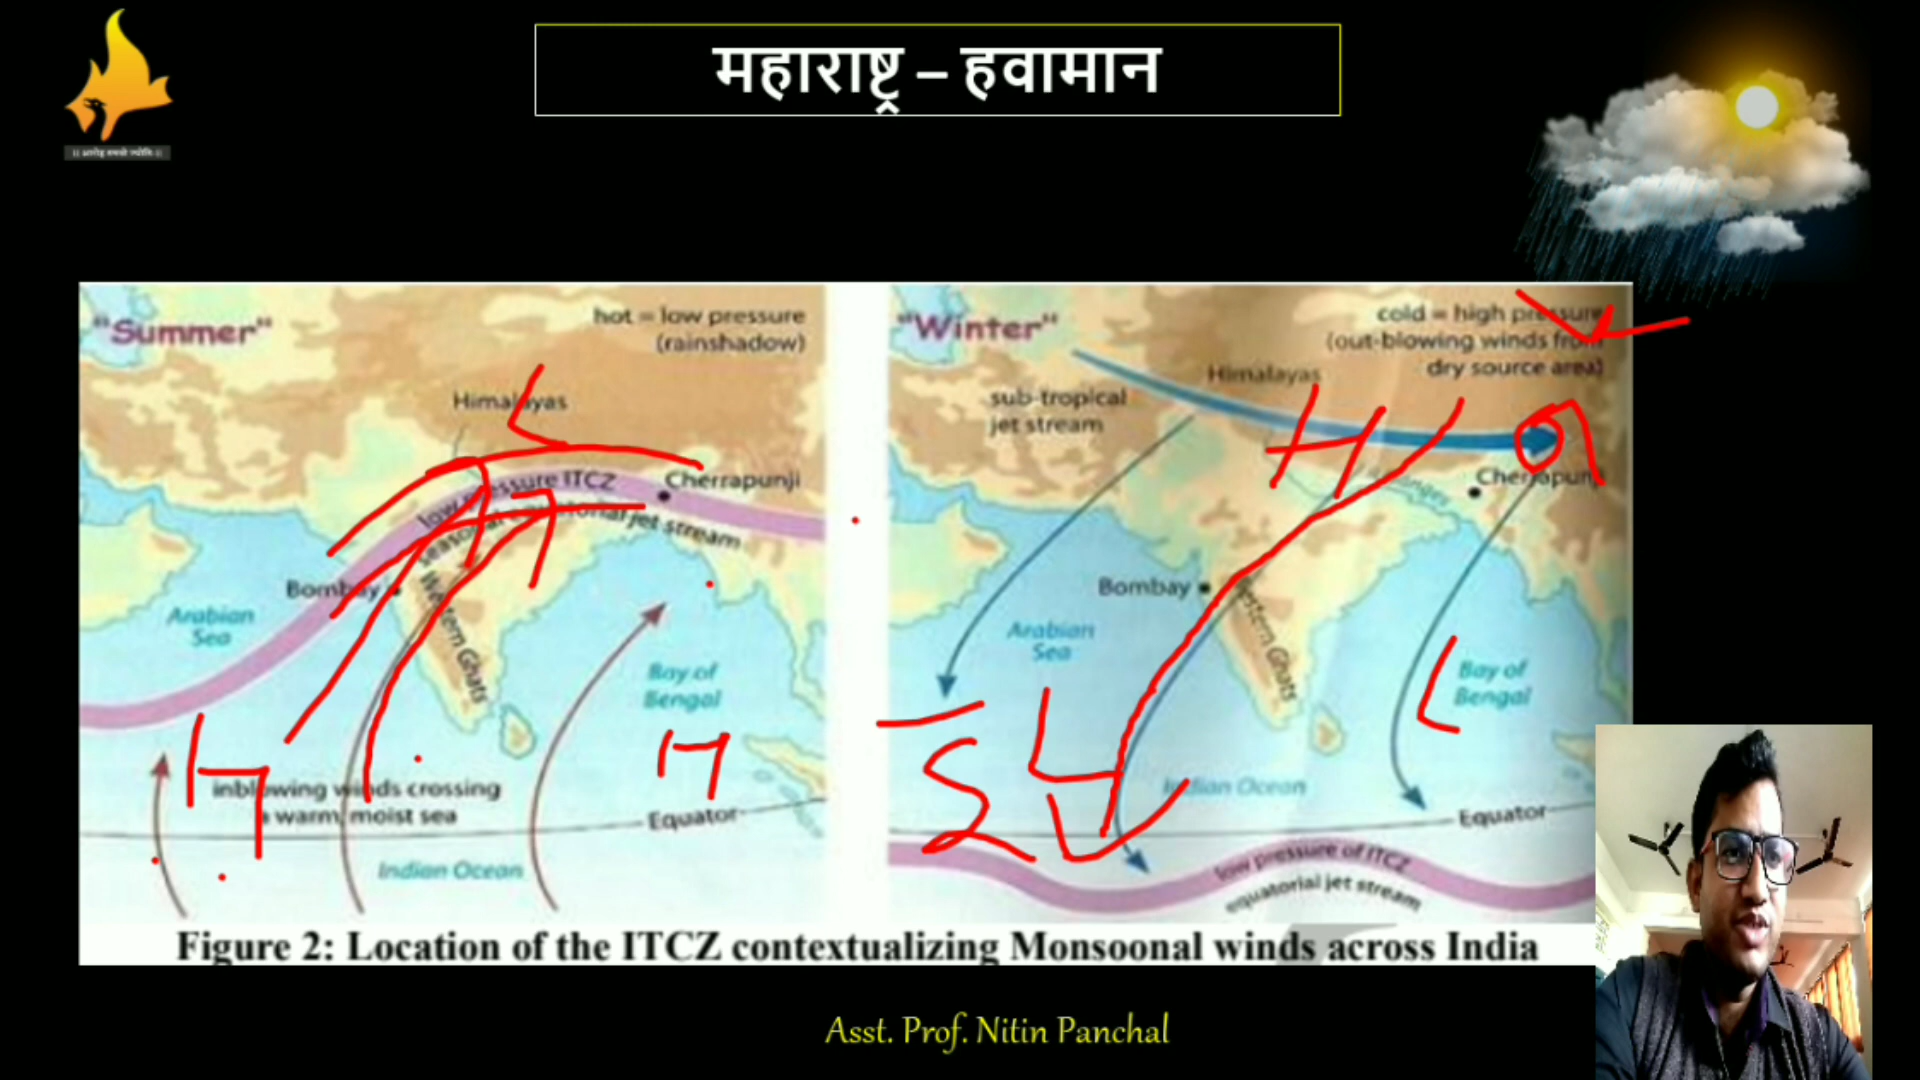 महाराष्ट्र – हवामान
"Summer"
hot = low pressure
(rainshadow)
Himalayas
low pressure ITCZ
seasonal equatorial jet stream
Cherrapunji
Bombay
Western Ghats
Arabian
Sea
Bay of
Bengal
H
H
L
inblowing winds crossing
a warm, moist sea
Equator
Indian Ocean
"Winter"
cold = high pressure
(out-blowing winds from
dry source area)
Himalayas
sub-tropical
jet stream
Cherrapunji
Bombay
Western Ghats
Arabian
Sea
Bay of
Bengal
H
L
L
Indian Ocean
Equator
low pressure of ITCZ
equatorial jet stream
Figure 2: Location of the ITCZ contextualizing Monsoonal winds across India
Asst. Prof. Nitin Panchal